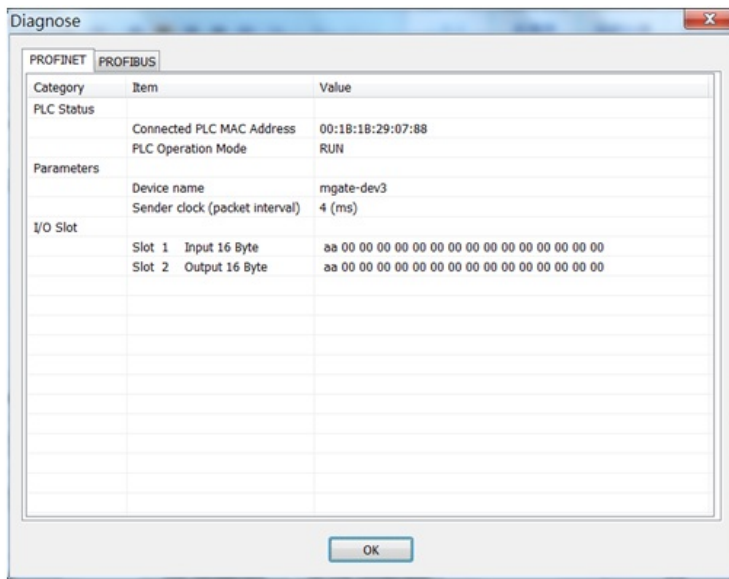 Diagnose
PROFINET PROFIBUS
Category Item Value
PLC Status
Connected PLC MAC Address 00:1B:1B:29:07:88
PLC Operation Mode RUN
Parameters
Device name mgate-dev3
Sender clock (packet interval) 4 (ms)
I/O Slot
Slot 1 Input 16 Byte aa 00 00 00 00 00 00 00 00 00 00 00 00 00 00 00
Slot 2 Output 16 Byte aa 00 00 00 00 00 00 00 00 00 00 00 00 00 00 00
OK